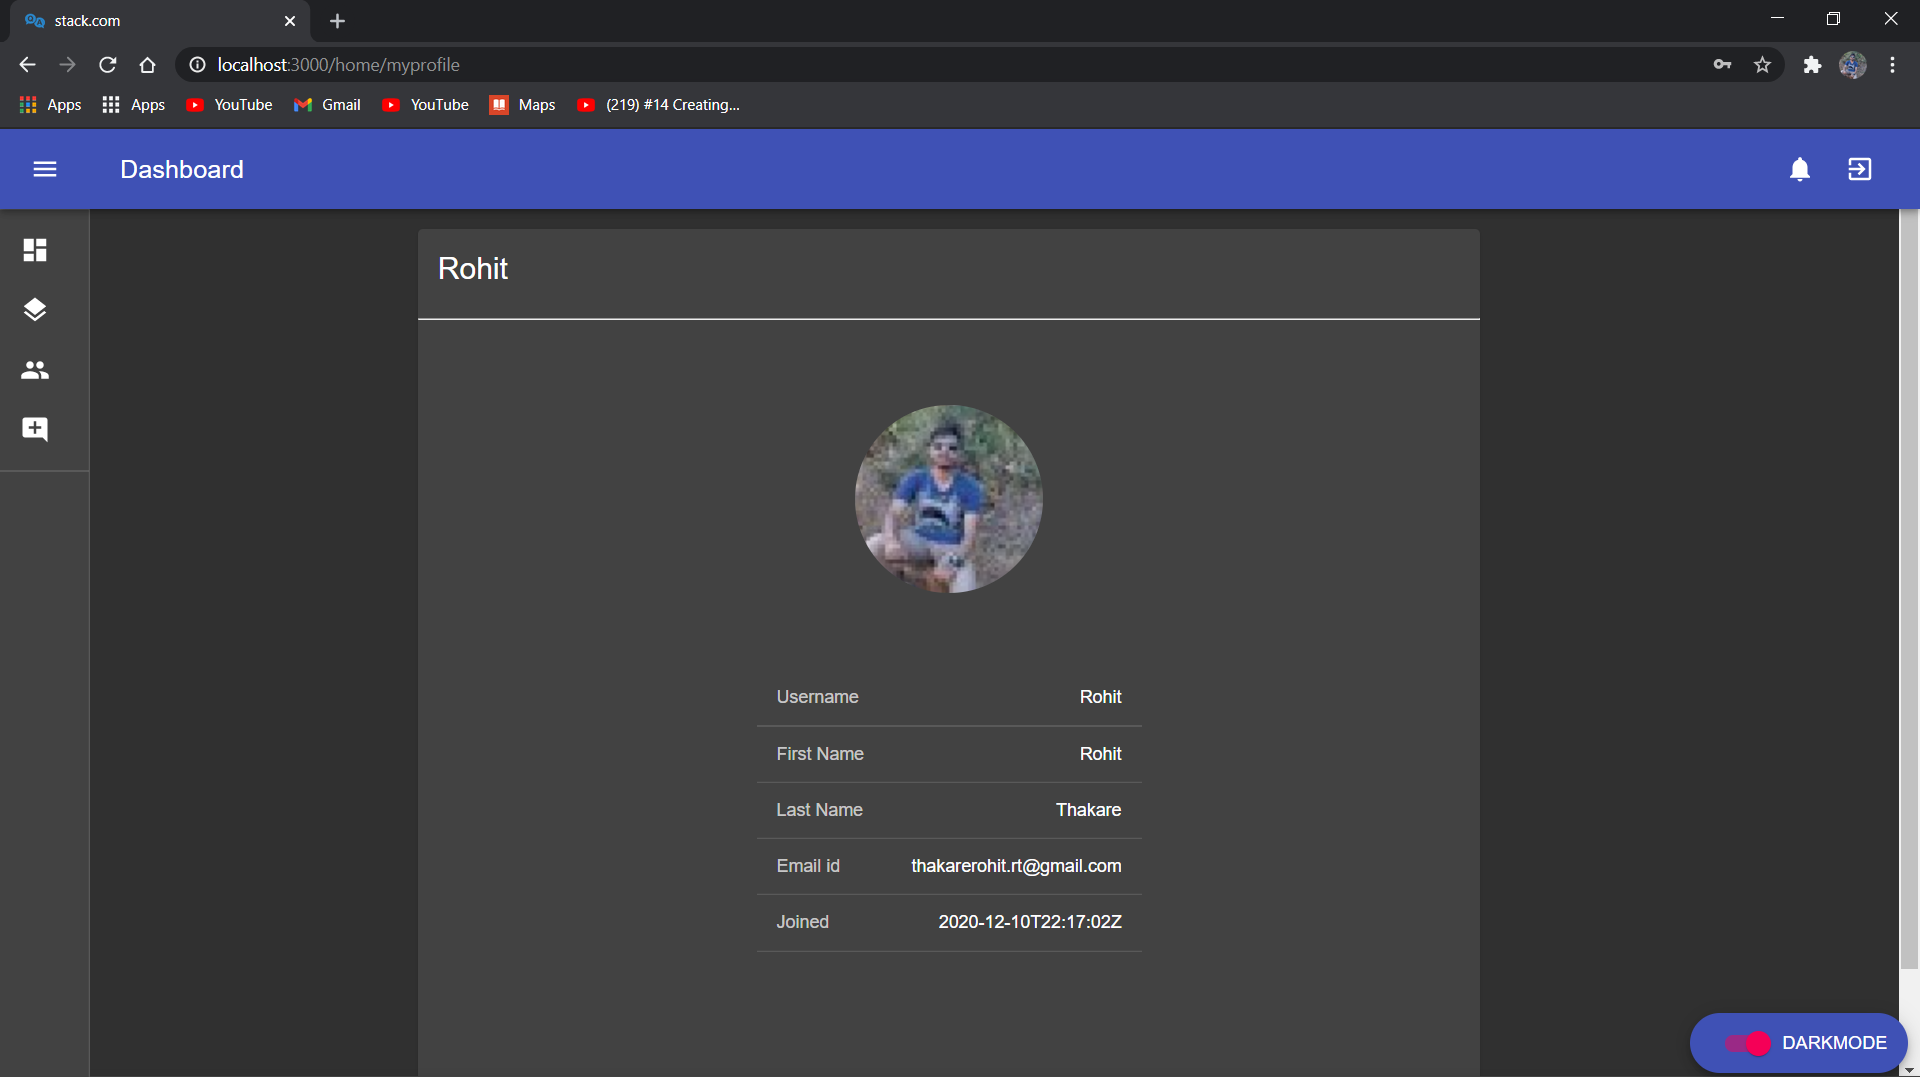 stack.com
localhost:3000/home/myprofile
Apps Apps YouTube Gmail YouTube Maps (219) #14 Creating...
Dashboard
Rohit
Username Rohit
First Name Rohit
Last Name Thakare
Email id thakarerohit.rt@gmail.com
Joined 2020-12-10T22:17:02Z
DARKMODE